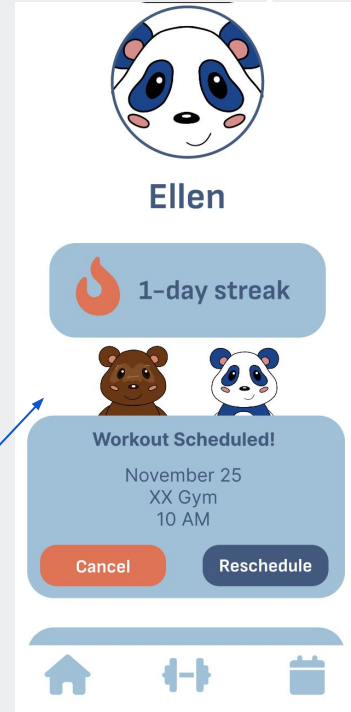 Ellen
1-day streak
Workout Scheduled!
November 25
XX Gym
10 AM
Cancel
Reschedule